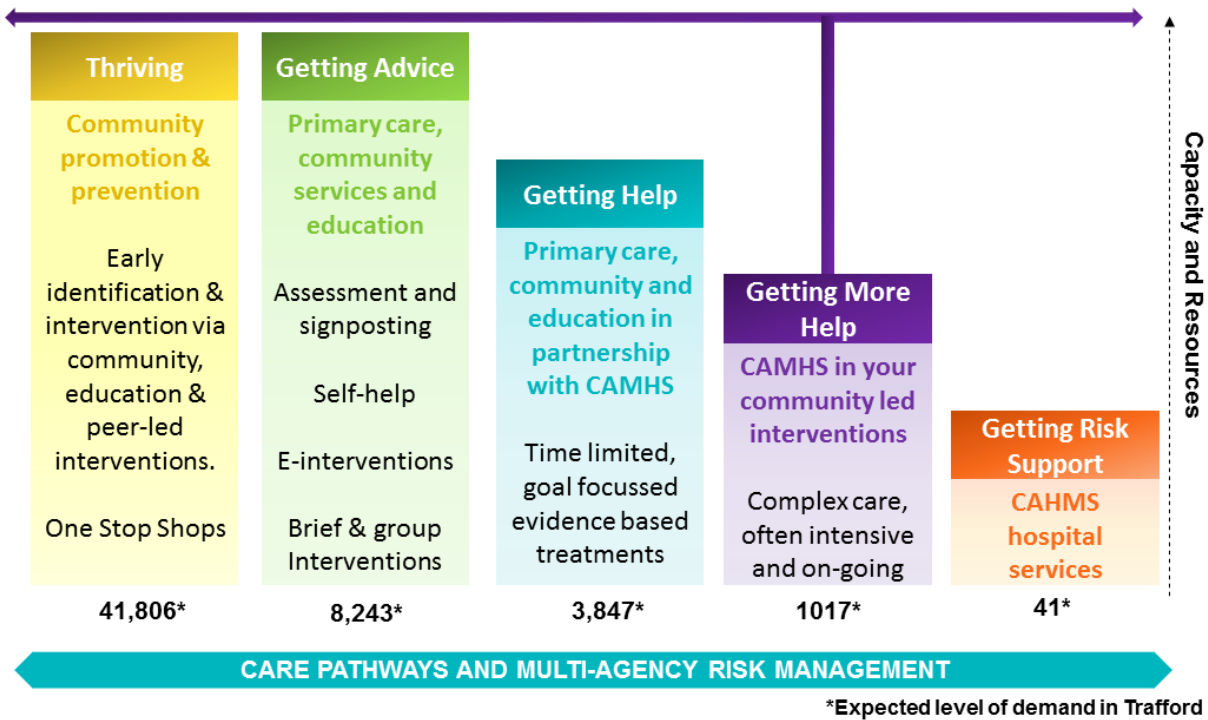 Thriving
Community
promotion &
prevention
Early
identification &
intervention via
community,
education &
peer-led
interventions.
One Stop Shops
41,806*
Getting Advice
Primary care,
community
services and
education
Assessment and
signposting
Self-help
E-interventions
Brief & group
Interventions
8,243*
Getting Help
Primary care,
community and
education in
partnership
with CAMHS
Time limited,
goal focussed
evidence based
treatments
3,847*
Getting More
Help
CAMHS in your
community led
interventions
Complex care,
often intensive
and on-going
1017*
Getting Risk
Support
CAHMS
hospital
services
41*
Capacity and Resources
CARE PATHWAYS AND MULTI-AGENCY RISK MANAGEMENT
*Expected level of demand in Trafford